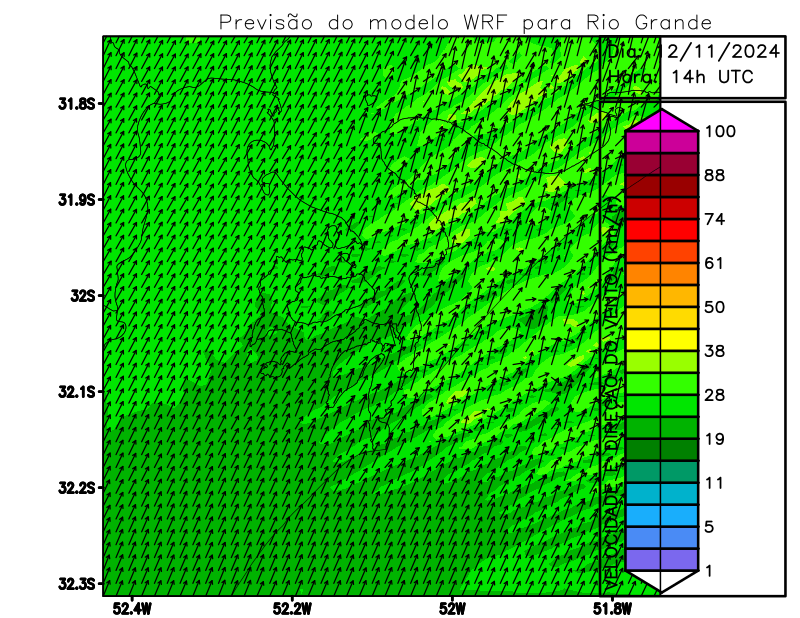 Previsão do modelo WRF para Rio Grande
Dia: 12/11/2024
Hora: 14h UTC
31.8S
31.9S
32S
32.1S
32.2S
32.3S
52.4W
52.2W
52W
51.8W
VELOCIDADE E DIREÇÃO DO VENTO (km/h)
100
88
74
61
50
38
28
19
11
5
1